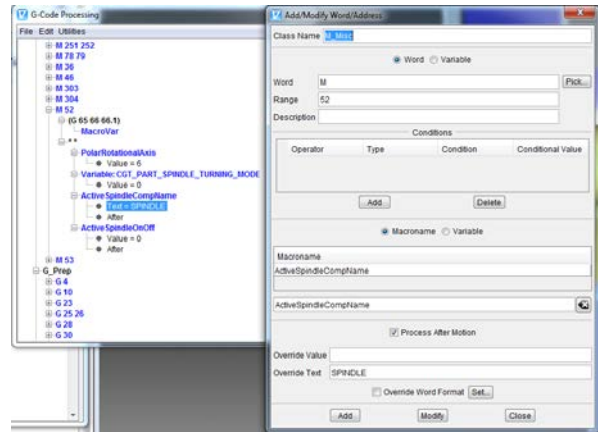 G-Code Processing
File Edit Utilities
M 251 252
M 78 79
M 36
M 46
M 303
M 304
M 52
(G 65 66 66.1)
MacroVar
* *
PolarRotationalAxis
Value = 6
Variable: CGT_PART_SPINDLE_TURNING_MODE
Value = 0
ActiveSpindleCompName
Text = SPINDLE
After
ActiveSpindleOnOff
Value = 0
After
M 53
G_Prep
G 4
G 10
G 23
G 25 26
G 28
G 30
Add/Modify Word/Address
Class Name M_Misc
Word Variable
Word M Pick...
Range 52
Description
Conditions
Operator Type Condition Conditional Value
Add Delete
Macroname Variable
Macroname
ActiveSpindleCompName
ActiveSpindleCompName
Process After Motion
Override Value
Override Text SPINDLE
Override Word Format Set...
Add Modify Close